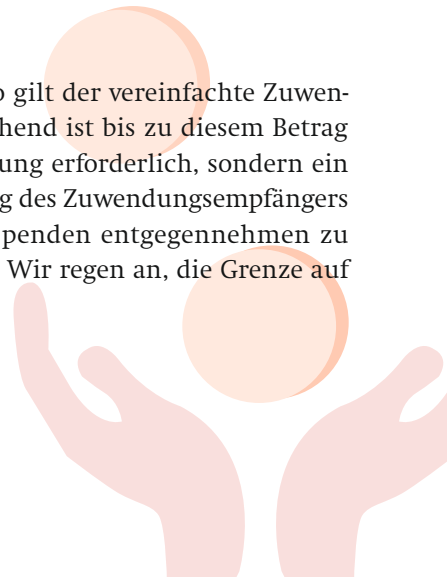 gilt der vereinfachte Zuwen-
hend ist bis zu diesem Betrag
ung erforderlich, sondern ein
g des Zuwendungsempfängers
penden entgegennehmen zu
Wir regen an, die Grenze auf